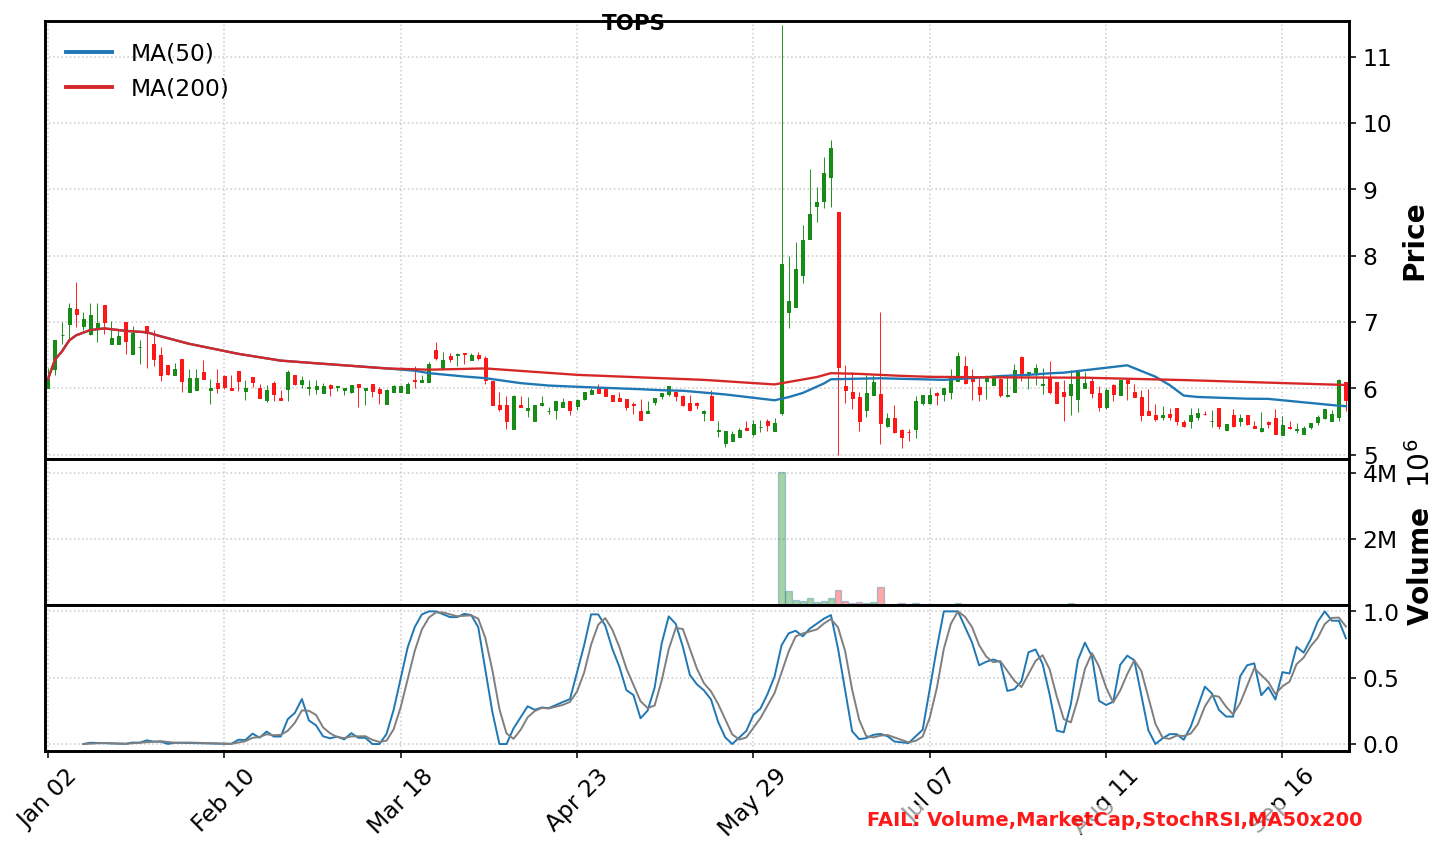 TOPS
MA(50)
MA(200)
11
10
9
8
7
6
5
Price
4M
2M
Volume 10^6
1.0
0.5
0.0
Jan 02
Feb 10
Mar 18
Apr 23
May 29
Jul 07
Aug 11
Sep 16
FAIL: Volume,MarketCap,StochRSI,MA50x200